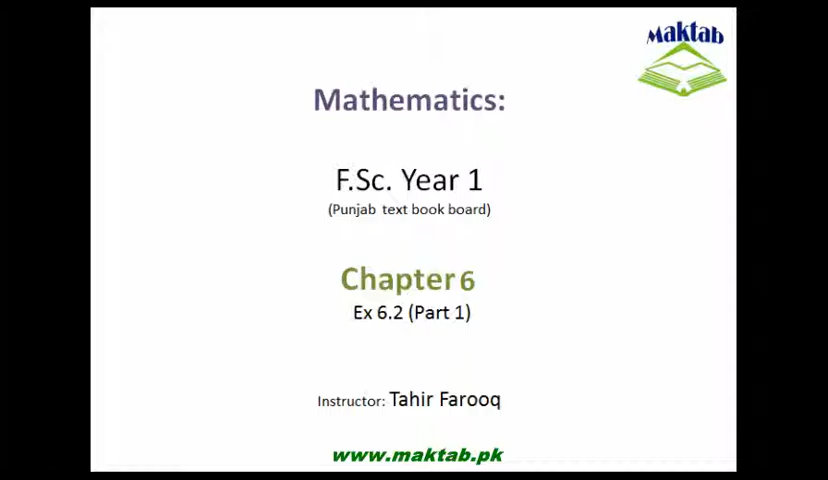 Maktab
Mathematics:
F.Sc. Year 1
(Punjab text book board)
Chapter 6
Ex 6.2 (Part 1)
Instructor: Tahir Farooq
www.maktab.pk